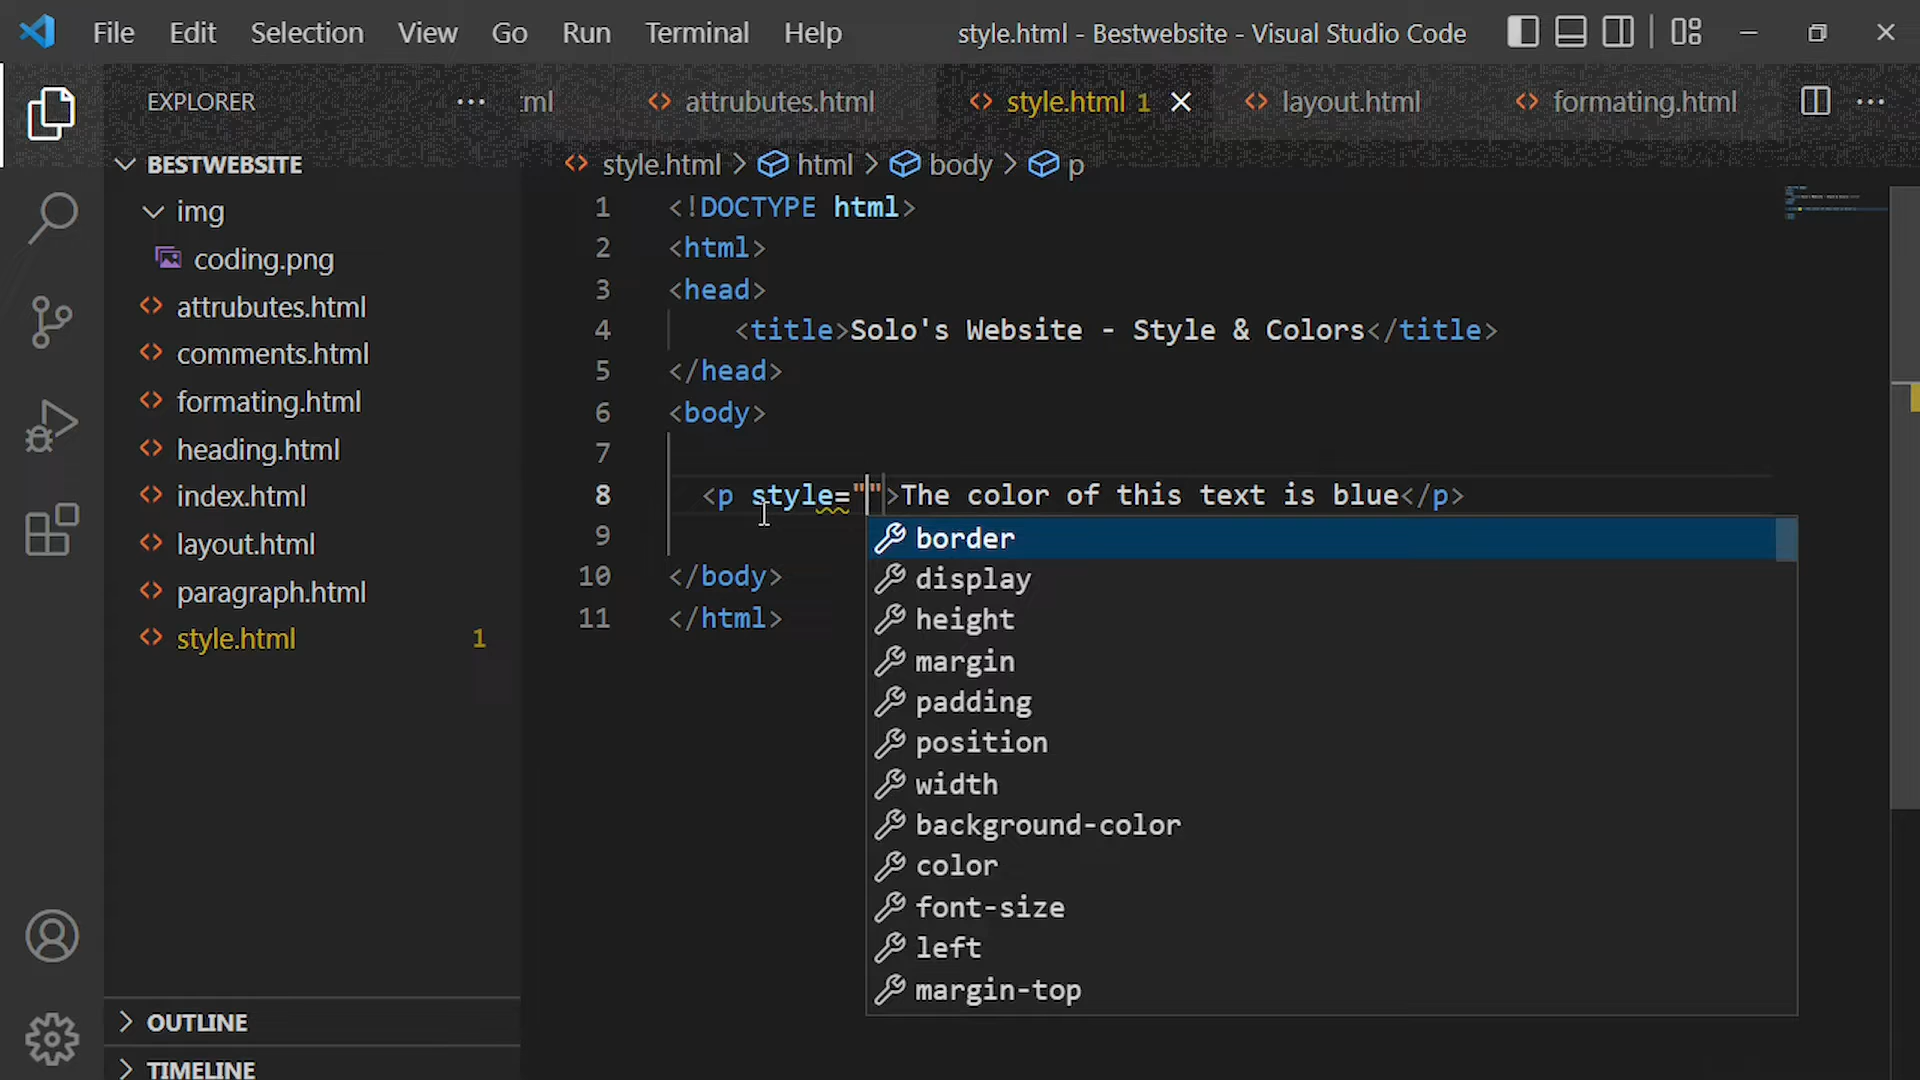 File Edit Selection View Go Run Terminal Help style.html - Bestwebsite - Visual Studio Code
EXPLORER ··· :ml attrubutes.html style.html 1 layout.html formating.html ···
BESTWEBSITE
style.html > html > body > p
img
coding.png
attrubutes.html
comments.html
formating.html
heading.html
index.html
layout.html
paragraph.html
style.html 1
OUTLINE
TIMELINE
1 <!DOCTYPE html>
2 <html>
3 <head>
4 <title>Solo's Website - Style & Colors</title>
5 </head>
6 <body>
7
8 <p style="">The color of this text is blue</p>
9
10 </body>
11 </html>
border
display
height
margin
padding
position
width
background-color
color
font-size
left
margin-top